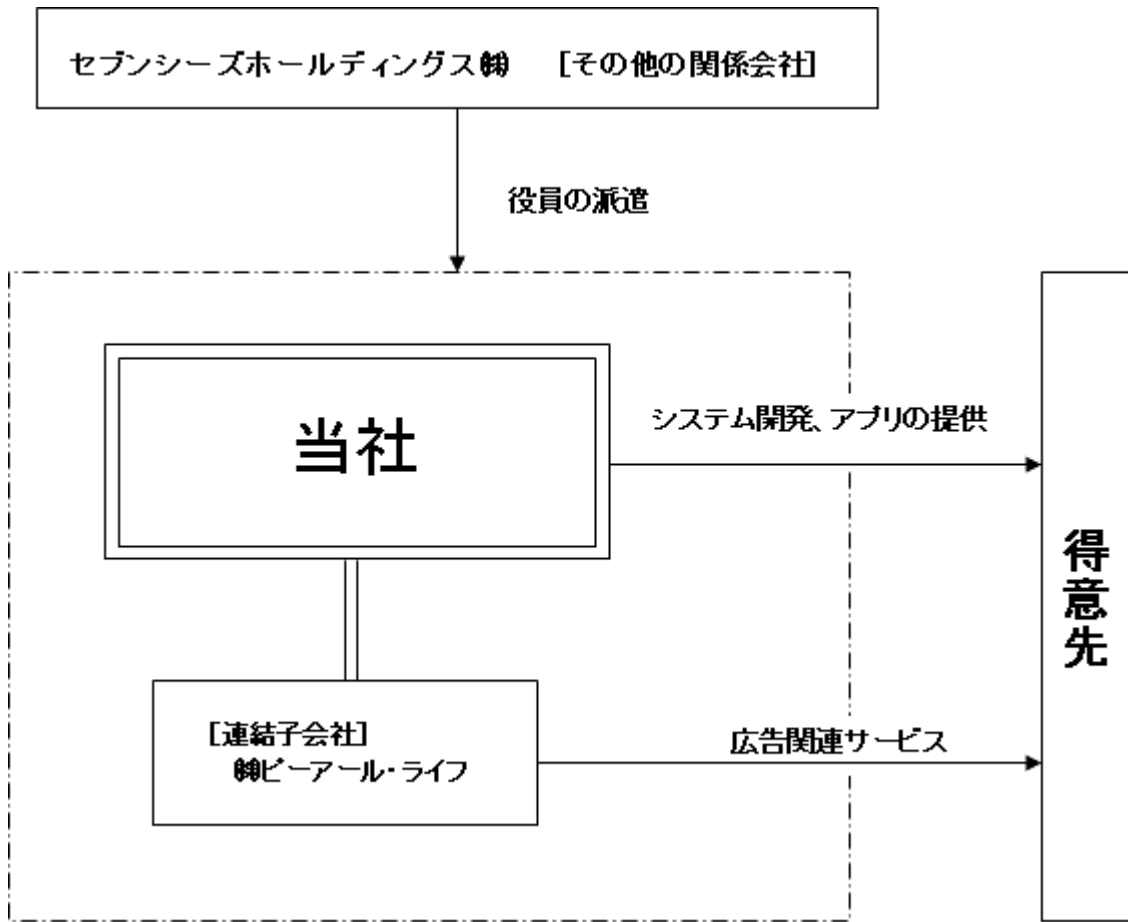 セブンシーズホールディングス㈱　[その他の関係会社]
役員の派遣
当社
システム開発、アプリの提供
得意先
[連結子会社]
㈱ピーアール・ライフ
広告関連サービス